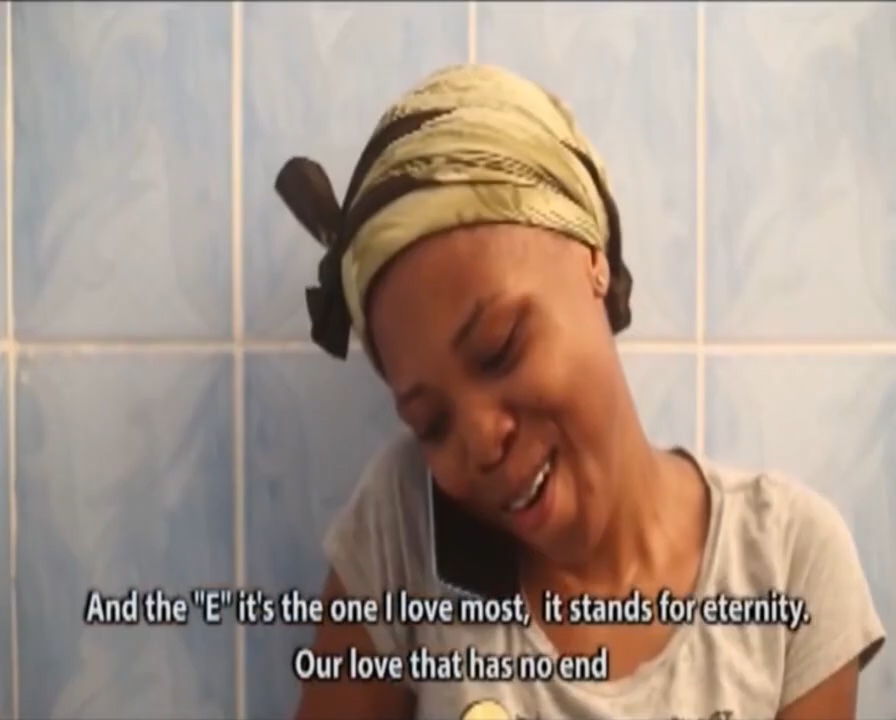 And the "E" it's the one I love most, it stands for eternity.
Our love that has no end